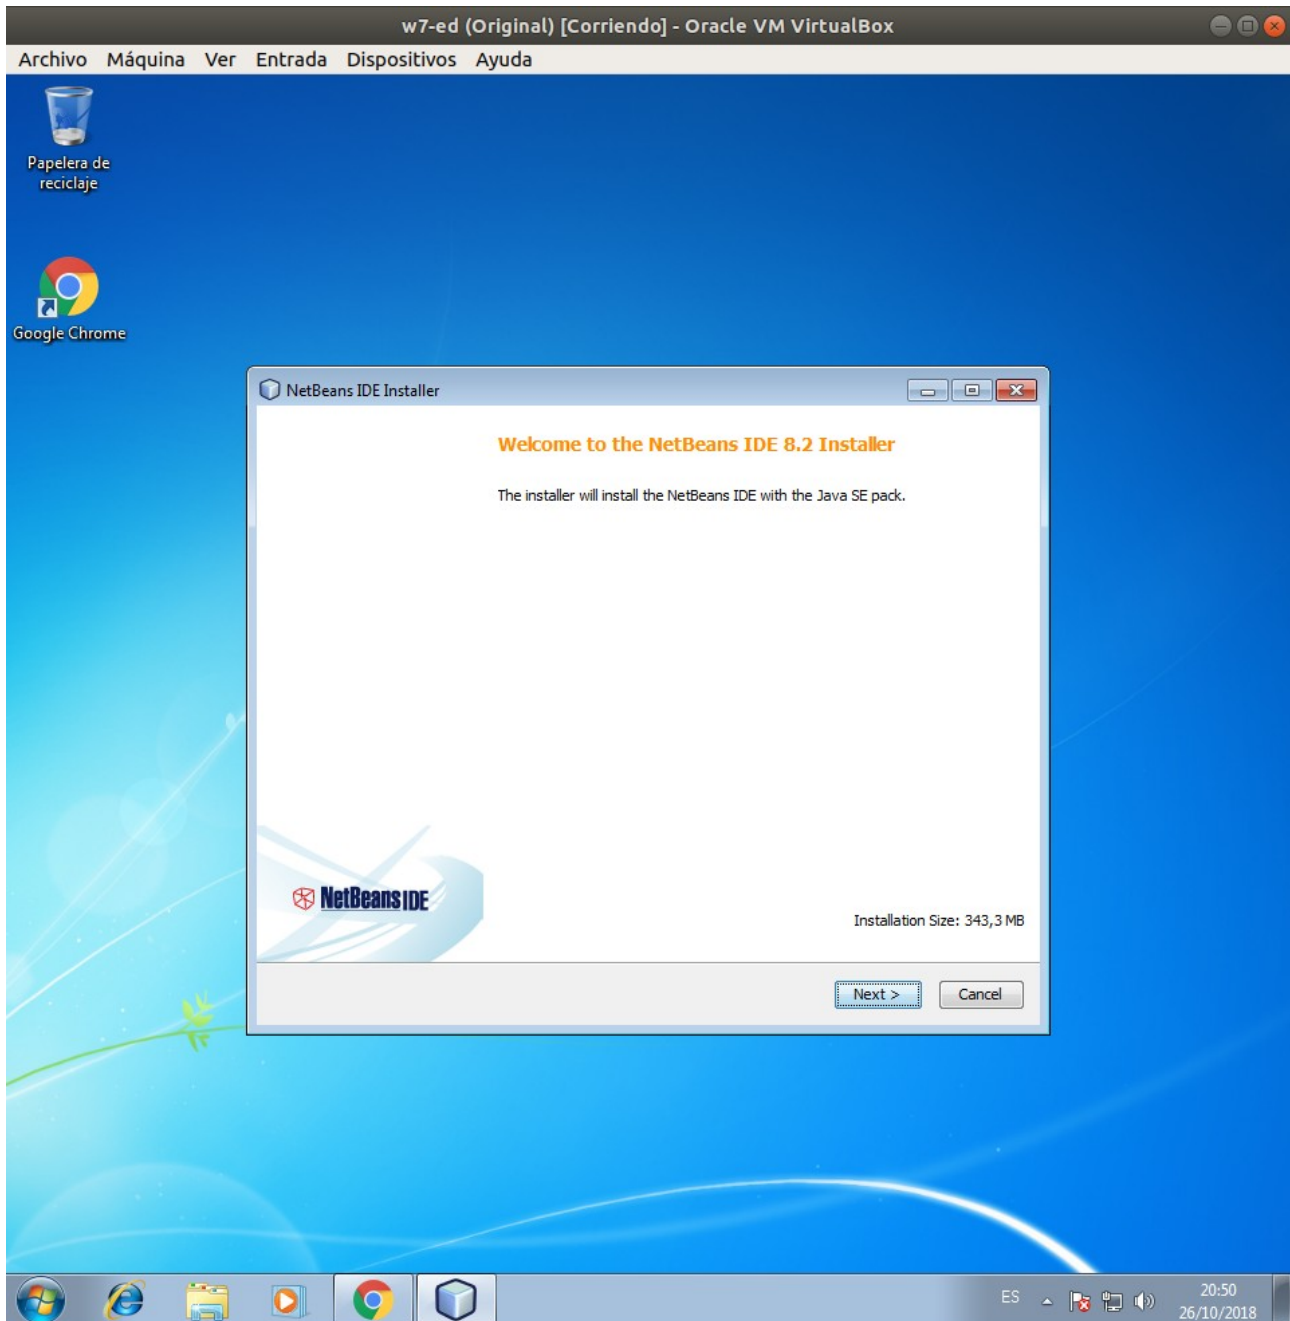 w7-ed (Original) [Corriendo] - Oracle VM VirtualBox
Archivo Máquina Ver Entrada Dispositivos Ayuda
Papelera de
reciclaje
Google Chrome
NetBeans IDE Installer
Welcome to the NetBeans IDE 8.2 Installer
The installer will install the NetBeans IDE with the Java SE pack.
NetBeans IDE
Installation Size: 343,3 MB
Next > Cancel
ES 20:50
26/10/2018